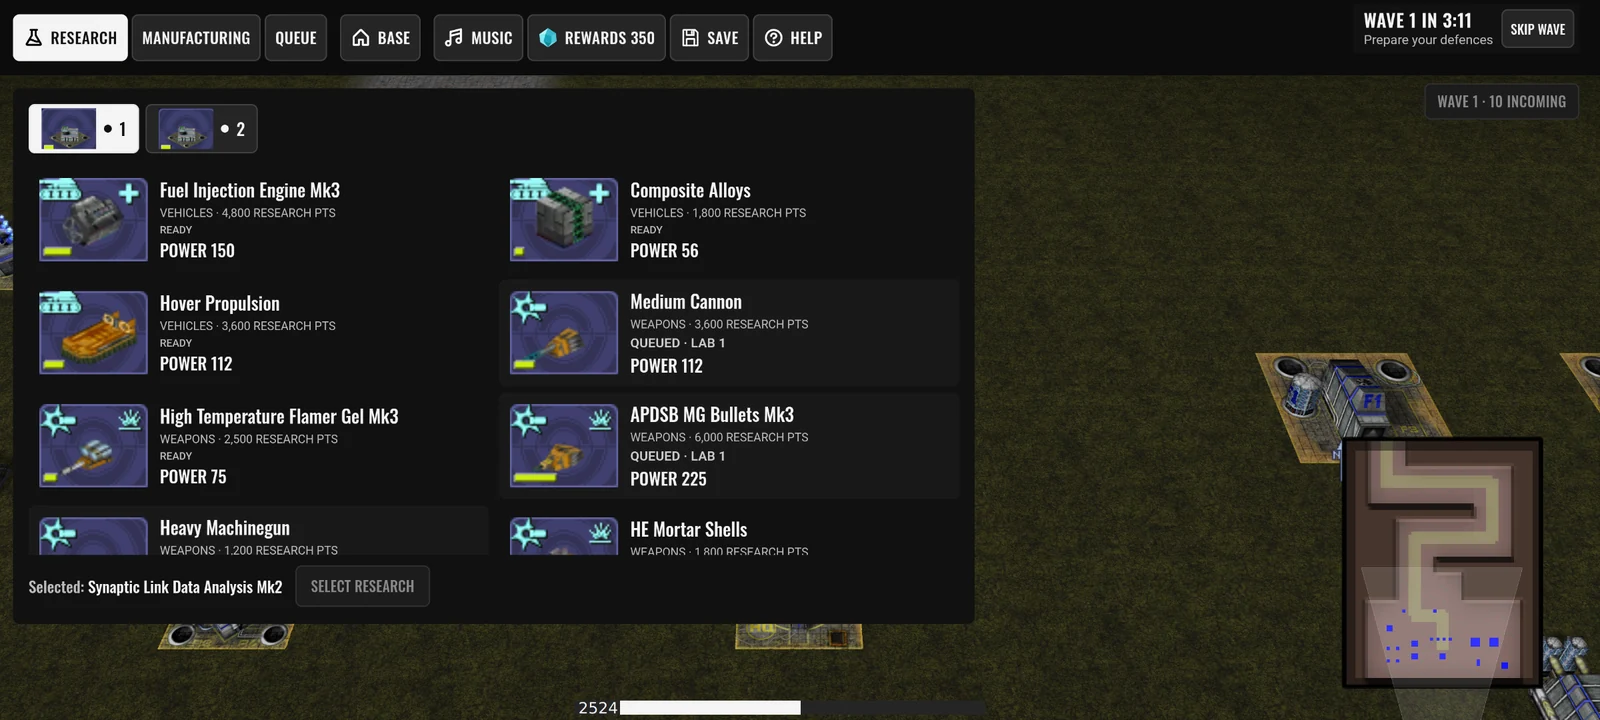 RESEARCH
MANUFACTURING
QUEUE
BASE
MUSIC
REWARDS 350
SAVE
HELP
WAVE 1 IN 3:11
Prepare your defences
SKIP WAVE
WAVE 1 · 10 INCOMING
1
2
Fuel Injection Engine Mk3
VEHICLES · 4,800 RESEARCH PTS
READY
POWER 150
Composite Alloys
VEHICLES · 1,800 RESEARCH PTS
READY
POWER 56
Hover Propulsion
VEHICLES · 3,600 RESEARCH PTS
READY
POWER 112
Medium Cannon
WEAPONS · 3,600 RESEARCH PTS
QUEUED · LAB 1
POWER 112
High Temperature Flamer Gel Mk3
WEAPONS · 2,500 RESEARCH PTS
READY
POWER 75
APDSB MG Bullets Mk3
WEAPONS · 6,000 RESEARCH PTS
QUEUED · LAB 1
POWER 225
Heavy Machinegun
WEAPONS · 1,200 RESEARCH PTS
HE Mortar Shells
WEAPONS · 1,800 RESEARCH PTS
Selected: Synaptic Link Data Analysis Mk2
SELECT RESEARCH
F1
2524